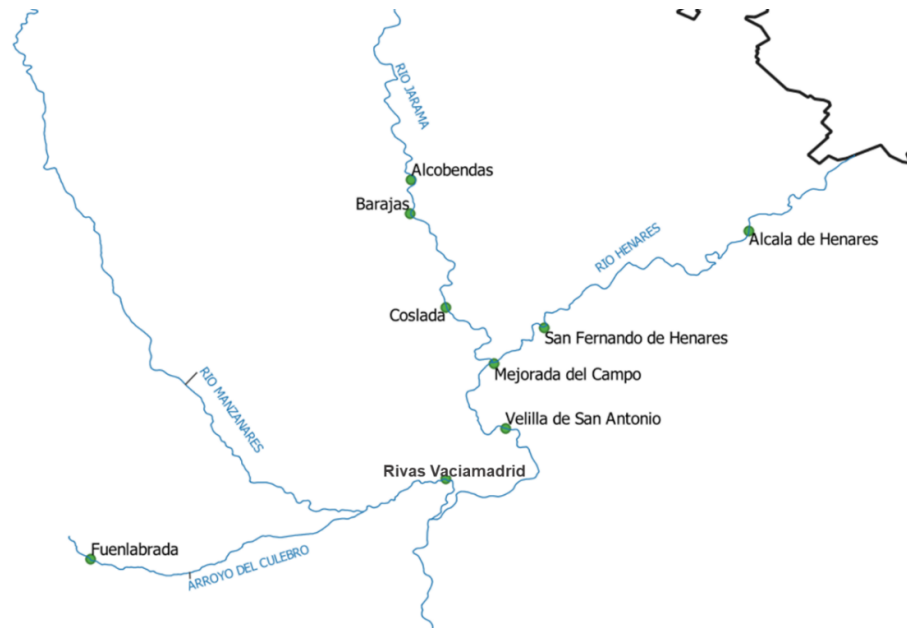 RIO JARAMA
Alcobendas
Barajas
RIO HENARES
Alcala de Henares
Coslada
San Fernando de Henares
Mejorada del Campo
RIO MANZANARES
Velilla de San Antonio
Rivas Vaciamadrid
Fuenlabrada
ARROYO DEL CULEBRO